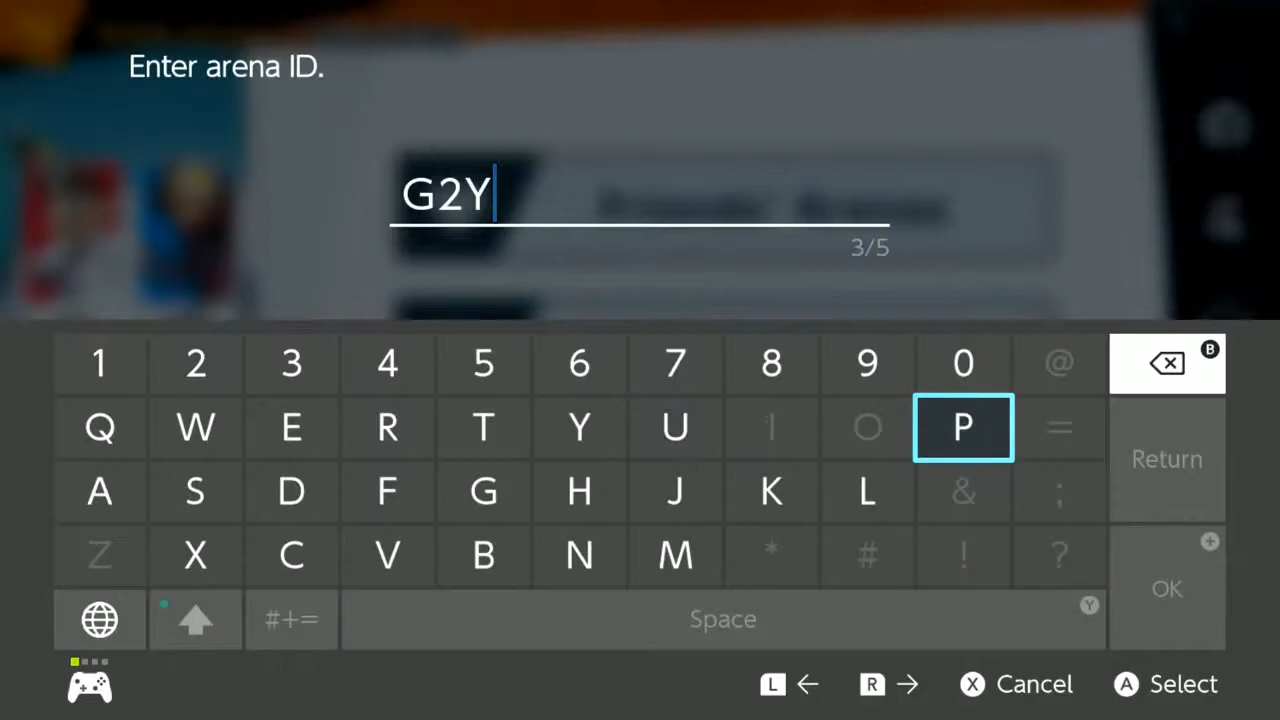 Enter arena ID.
G2Y
3/5
1 2 3 4 5 6 7 8 9 0 @ B
Q W E R T Y U I O P =
Return
A S D F G H J K L & ;
Z X C V B N M * # ! ? +
OK
#+= Space Y
L ← R → X Cancel A Select